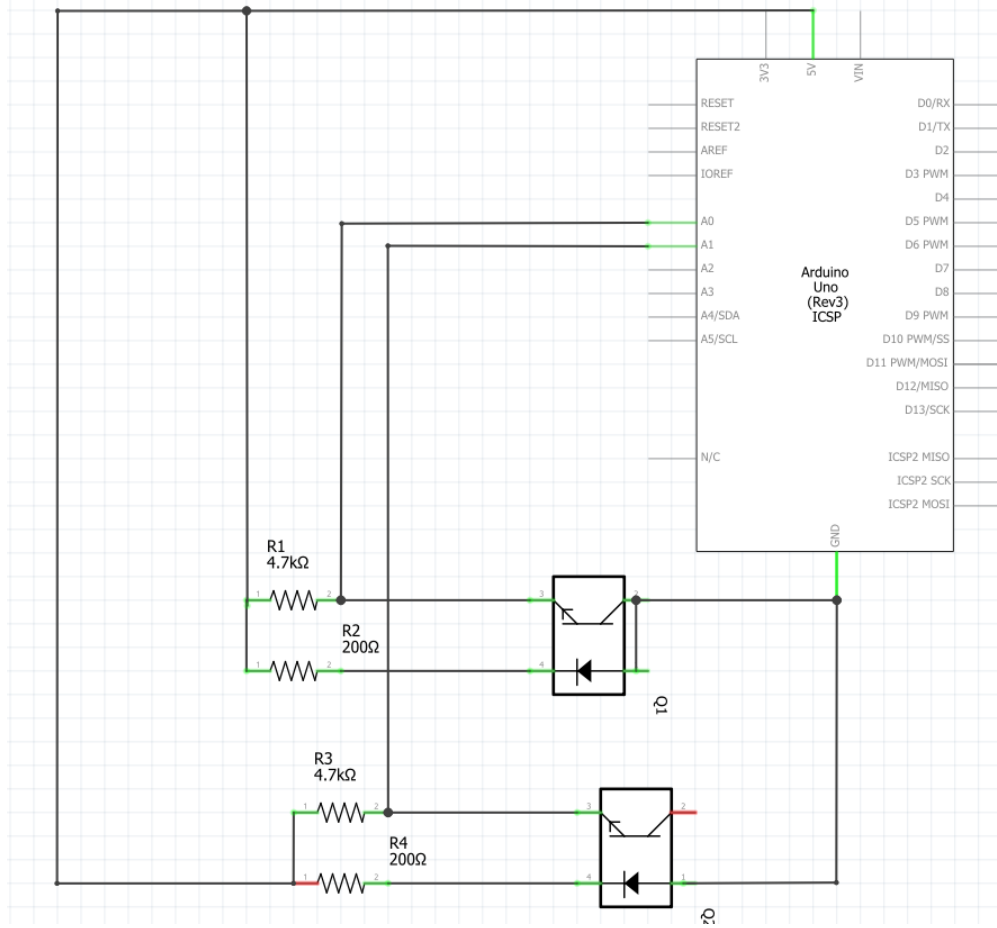 3V3
5V
VIN
RESET
RESET2
AREF
IOREF
A0
A1
A2
A3
A4/SDA
A5/SCL
N/C
Arduino
Uno
(Rev3)
ICSP
D0/RX
D1/TX
D2
D3 PWM
D4
D5 PWM
D6 PWM
D7
D8
D9 PWM
D10 PWM/SS
D11 PWM/MOSI
D12/MISO
D13/SCK
ICSP2 MISO
ICSP2 SCK
ICSP2 MOSI
GND
R1
4.7kΩ
1
2
3
2
R2
200Ω
1
2
4
Q1
R3
4.7kΩ
1
2
3
2
R4
200Ω
1
2
4
1